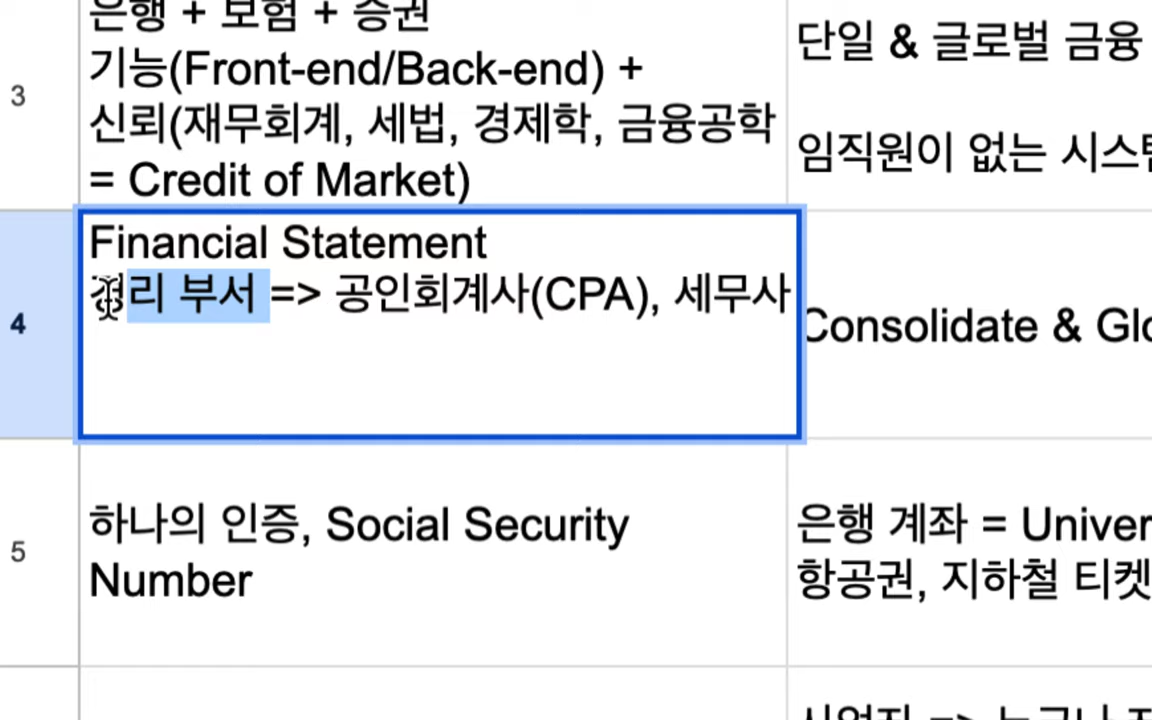 은행 + 보험 + 증권
기능(Front-end/Back-end) +
신뢰(재무회계, 세법, 경제학, 금융공학
= Credit of Market)
단일 & 글로벌 금융
임직원이 없는
3
Financial Statement
리 부서 => 공인회계사(CPA), 세무사
4
Consolidate &
하나의 인증, Social Security
Number
5
은행 계좌 =
항공권, 지하철 티켓